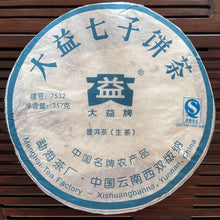 大益七子饼茶
唛号：7532
净含量：357克
益
大益牌
普洱茶（生茶）
中国名牌农产品
勐海茶厂·中国云南西双版纳
Menghai Tea Factory · Xishuangbanna, Yunnan, China